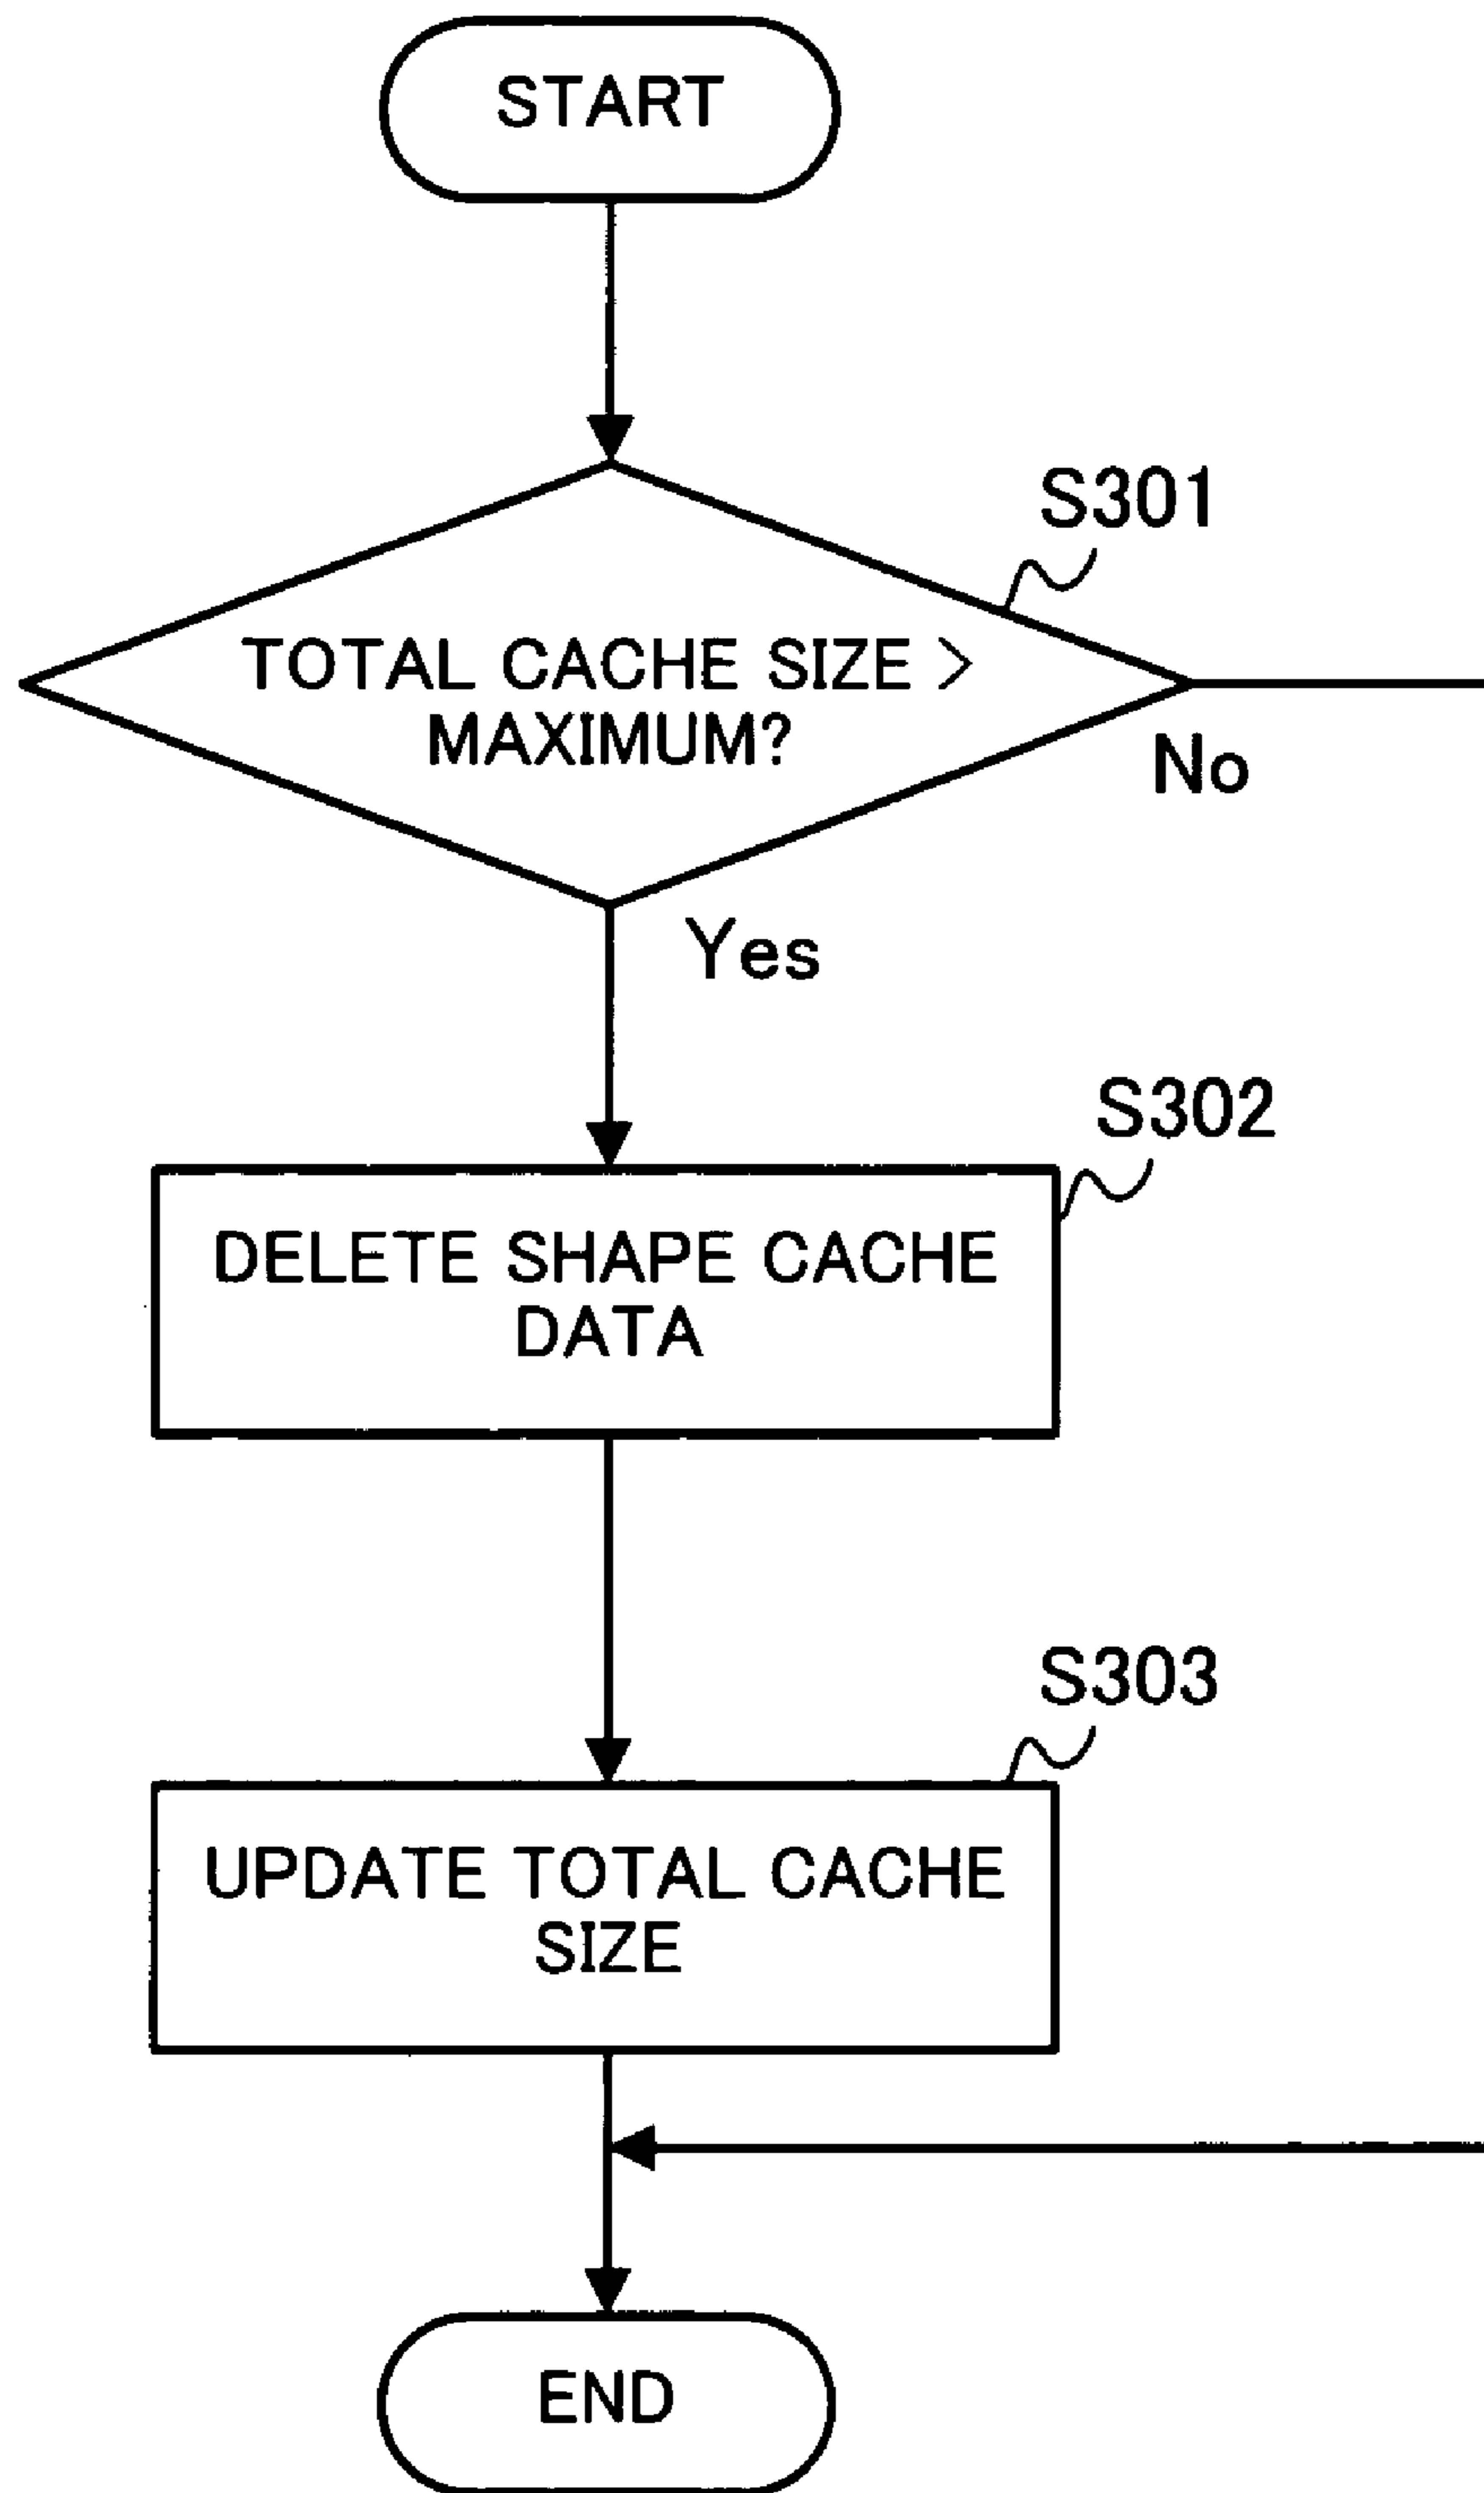 START
S301
TOTAL CACHE SIZE >
MAXIMUM?
No
Yes
S302
DELETE SHAPE CACHE
DATA
S303
UPDATE TOTAL CACHE
SIZE
END